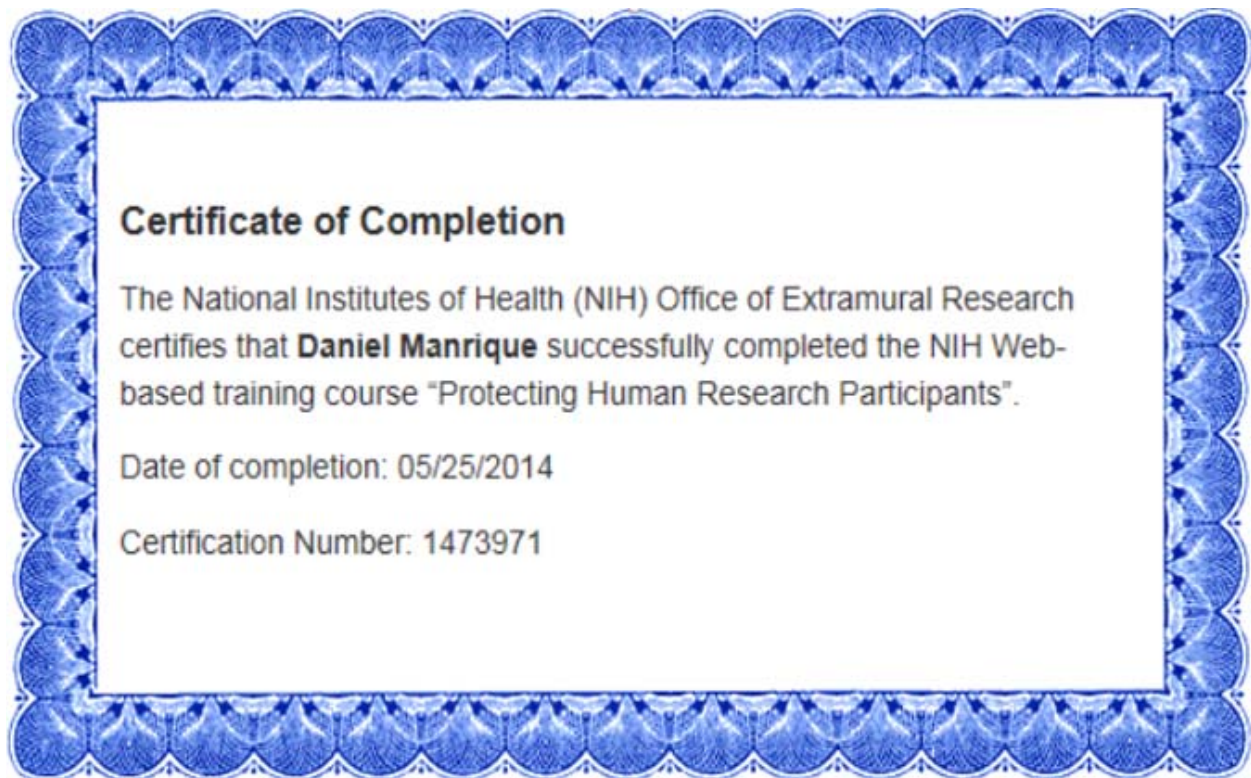 Certificate of Completion
The National Institutes of Health (NIH) Office of Extramural Research
certifies that Daniel Manrique successfully completed the NIH Web-
based training course “Protecting Human Research Participants”.
Date of completion: 05/25/2014
Certification Number: 1473971